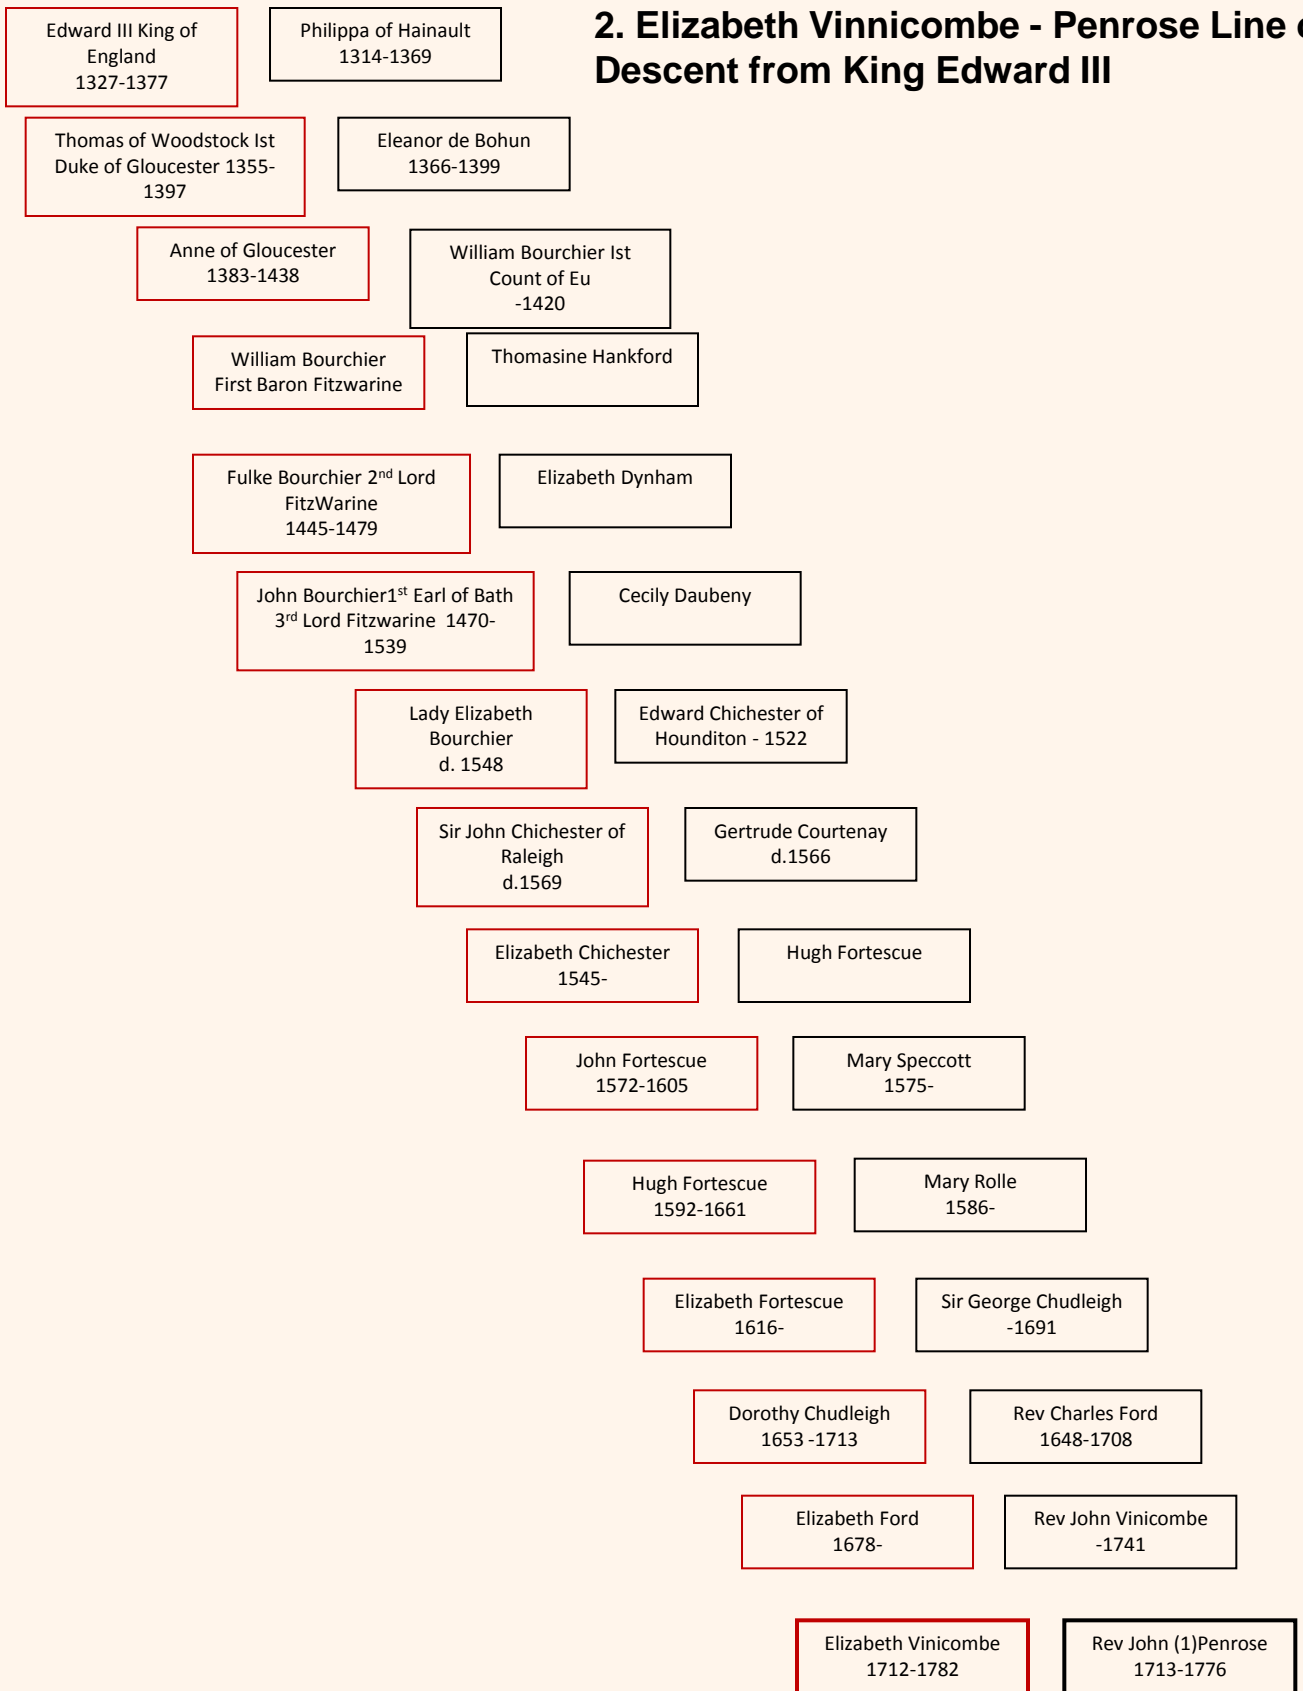 2. Elizabeth Vinnicombe - Penrose Line
Descent from King Edward III
Edward III King of
England
1327-1377
Philippa of Hainault
1314-1369
Thomas of Woodstock Ist
Duke of Gloucester 1355-
1397
Eleanor de Bohun
1366-1399
Anne of Gloucester
1383-1438
William Bourchier Ist
Count of Eu
-1420
William Bourchier
First Baron Fitzwarine
Thomasine Hankford
Fulke Bourchier 2nd Lord
FitzWarine
1445-1479
Elizabeth Dynham
John Bourchier1st Earl of Bath
3rd Lord Fitzwarine 1470-
1539
Cecily Daubeny
Lady Elizabeth
Bourchier
d. 1548
Edward Chichester of
Hounditon - 1522
Sir John Chichester of
Raleigh
d.1569
Gertrude Courtenay
d.1566
Elizabeth Chichester
1545-
Hugh Fortescue
John Fortescue
1572-1605
Mary Speccott
1575-
Hugh Fortescue
1592-1661
Mary Rolle
1586-
Elizabeth Fortescue
1616-
Sir George Chudleigh
-1691
Dorothy Chudleigh
1653 -1713
Rev Charles Ford
1648-1708
Elizabeth Ford
1678-
Rev John Vinicombe
-1741
Elizabeth Vinicombe
1712-1782
Rev John (1)Penrose
1713-1776